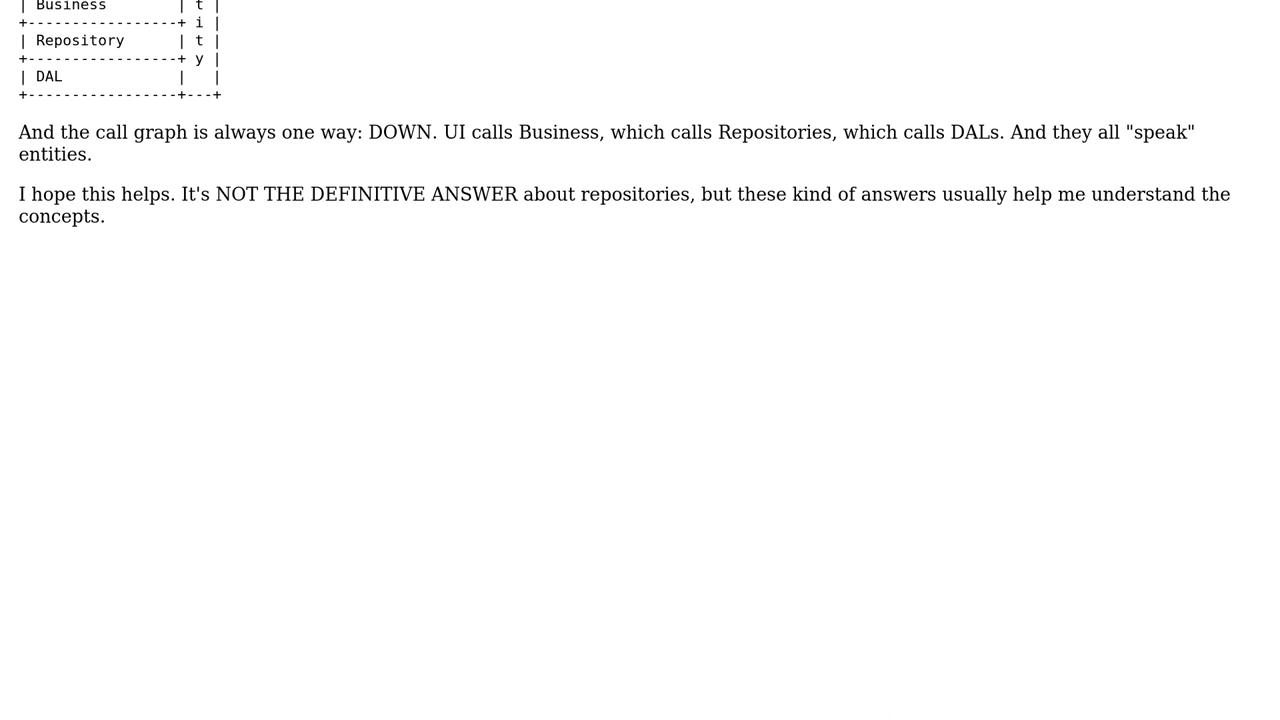 | Business        | t |
+-----------------+ i |
| Repository      | t |
+-----------------+ y |
| DAL             |   |
+-----------------+---+
And the call graph is always one way: DOWN. UI calls Business, which calls Repositories, which calls DALs. And they all "speak"
entities.
I hope this helps. It's NOT THE DEFINITIVE ANSWER about repositories, but these kind of answers usually help me understand the
concepts.